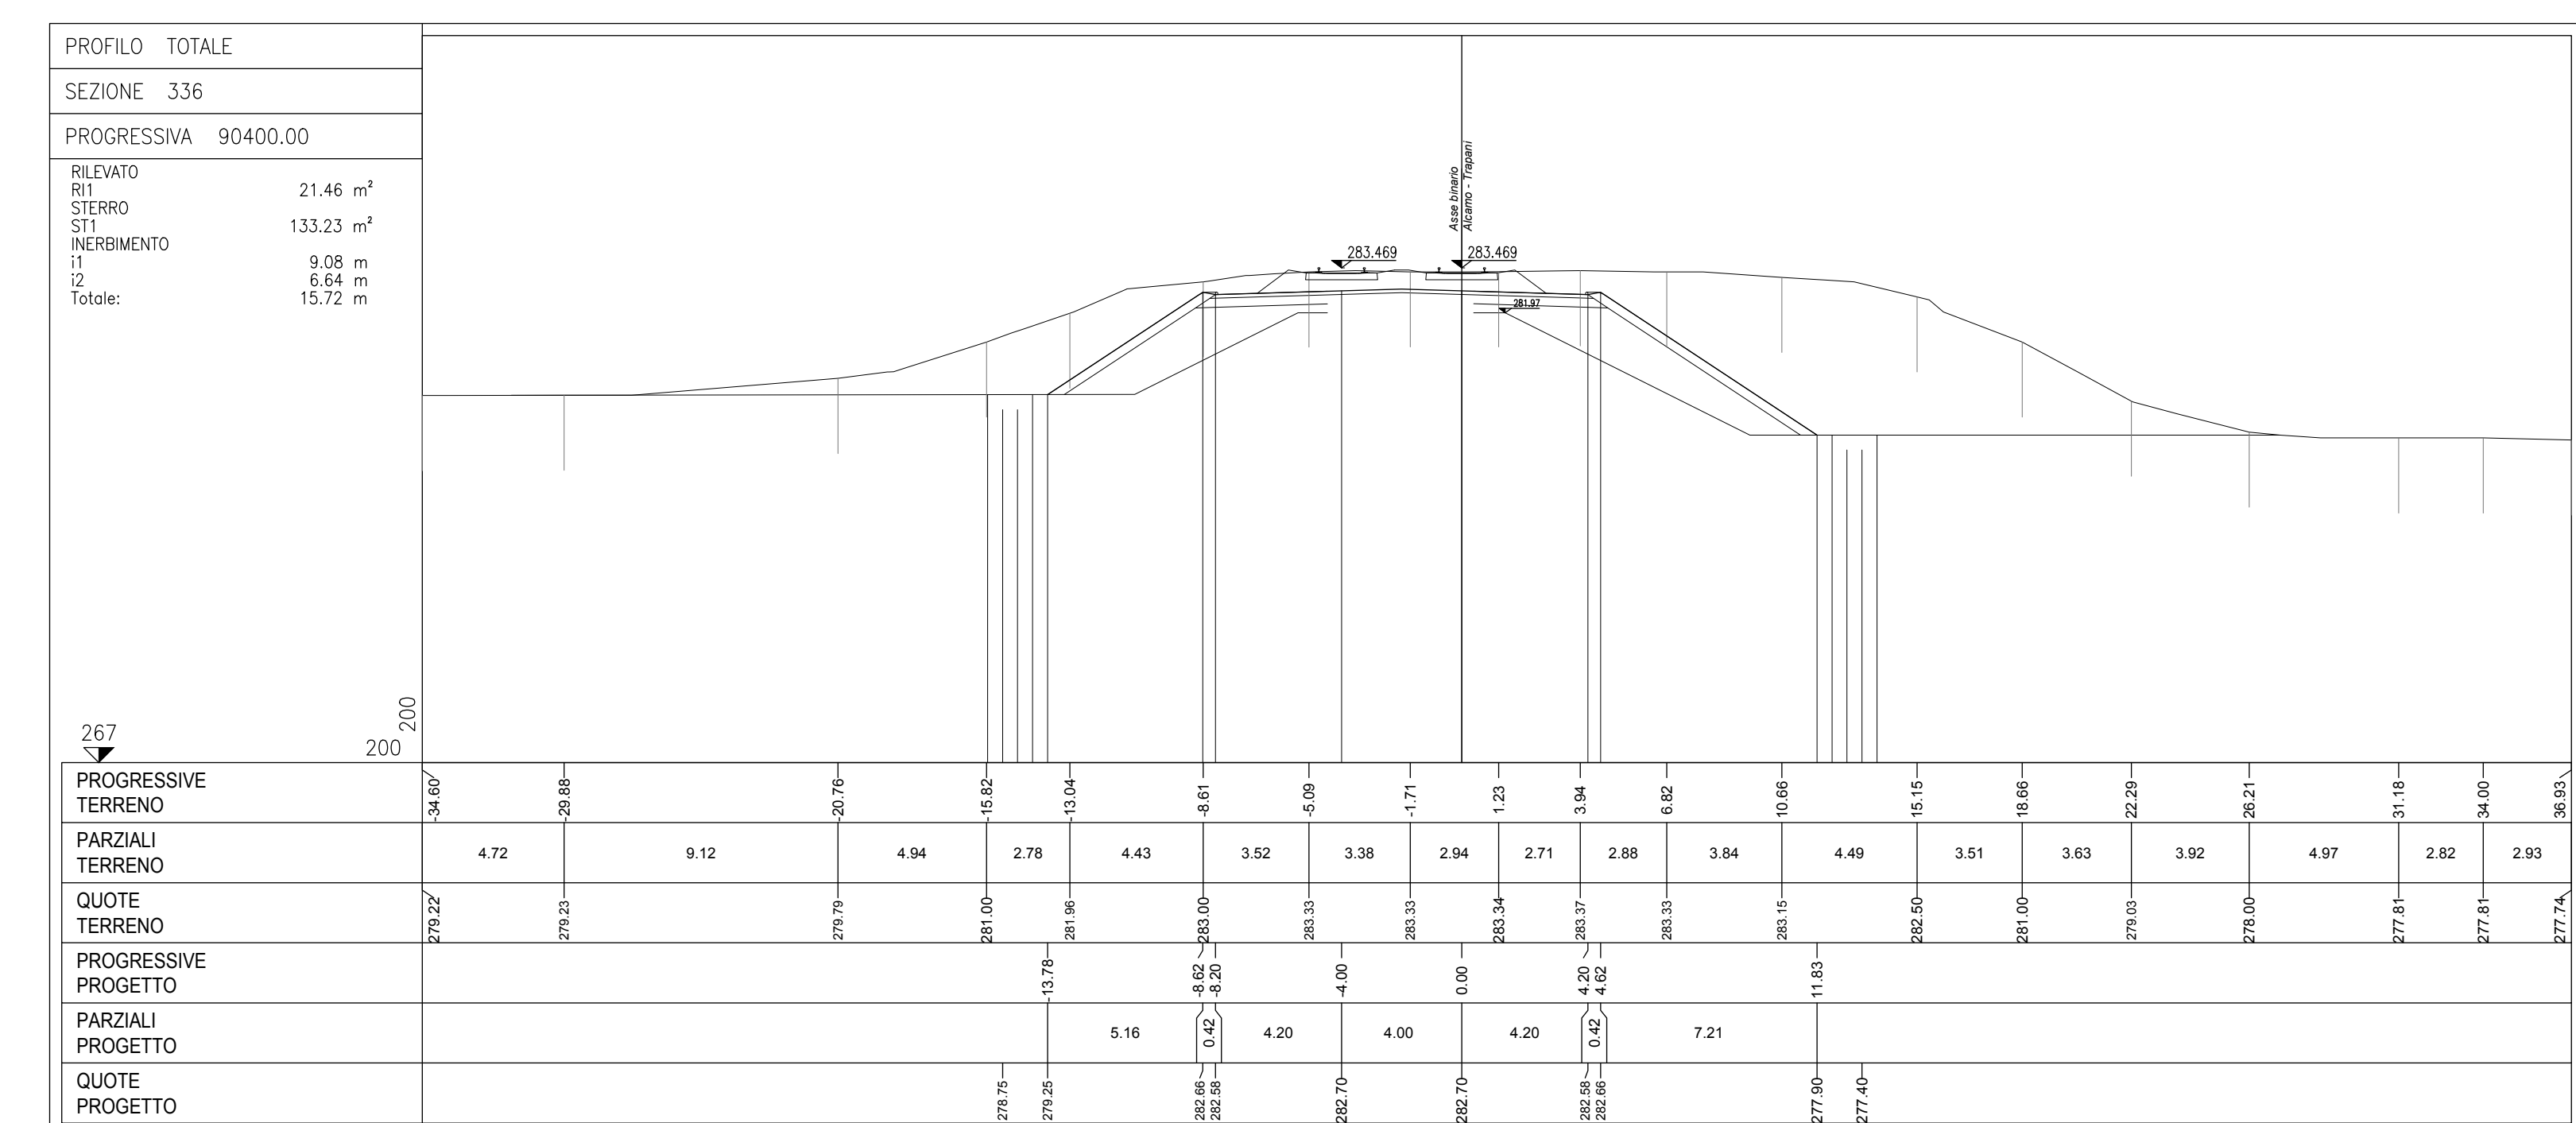 PROFILO TOTALE
SEZIONE 336
PROGRESSIVA 90400.00
RILEVATO
RI1 21.46 m²
STERRO
ST1 133.23 m²
INERBIMENTO
i1 9.08 m
i2 6.64 m
Totale: 15.72 m
Asse binario
Alcamo - Trapani
283.469 283.469
281.97
267
200
200
PROGRESSIVE
TERRENO
-34.60 -29.88 -20.76 -15.82 -13.04 -8.61 -5.09 -1.71 1.23 3.94 6.82 10.66 15.15 18.66 22.29 26.21 31.18 34.00 36.93
PARZIALI
TERRENO
4.72 9.12 4.94 2.78 4.43 3.52 3.38 2.94 2.71 2.88 3.84 4.49 3.51 3.63 3.92 4.97 2.82 2.93
QUOTE
TERRENO
279.22 279.23 279.79 281.00 281.96 283.00 283.33 283.33 283.34 283.37 283.33 283.15 282.50 281.00 279.03 278.00 277.81 277.81 277.74
PROGRESSIVE
PROGETTO
-13.78 -8.62 -8.20 -4.00 0.00 4.20 4.62 11.83
PARZIALI
PROGETTO
5.16 0.42 4.20 4.00 4.20 0.42 7.21
QUOTE
PROGETTO
278.75 279.25 282.66 282.58 282.70 282.70 282.58 282.66 277.90 277.40